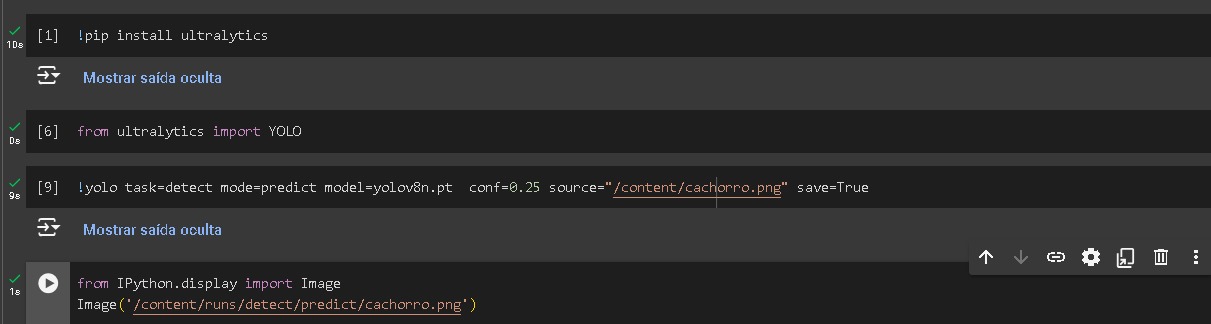 [1] !pip install ultralytics
10s
Mostrar saída oculta
[6] from ultralytics import YOLO
0s
[9] !yolo task=detect mode=predict model=yolov8n.pt  conf=0.25 source="/content/cachorro.png" save=True
9s
Mostrar saída oculta
from IPython.display import Image
1s
Image('/content/runs/detect/predict/cachorro.png')